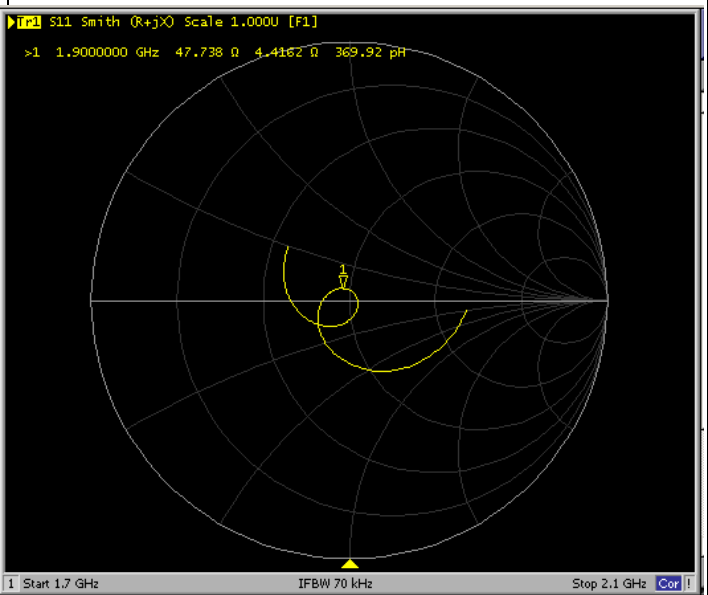 Tr1 S11 Smith (R+jX) Scale 1.000U [F1]
>1 1.9000000 GHz 47.738 Ω 4.4162 Ω 369.92 pH
1
1 Start 1.7 GHz IFBW 70 kHz Stop 2.1 GHz Cor !